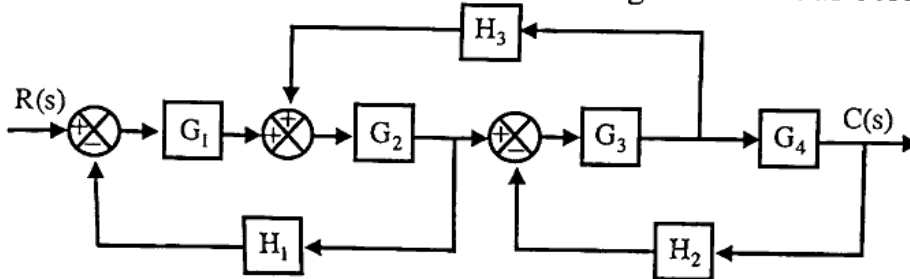 H₃
R(s) + − G₁ + + G₂ + − G₃ G₄ C(s)
H₁ H₂